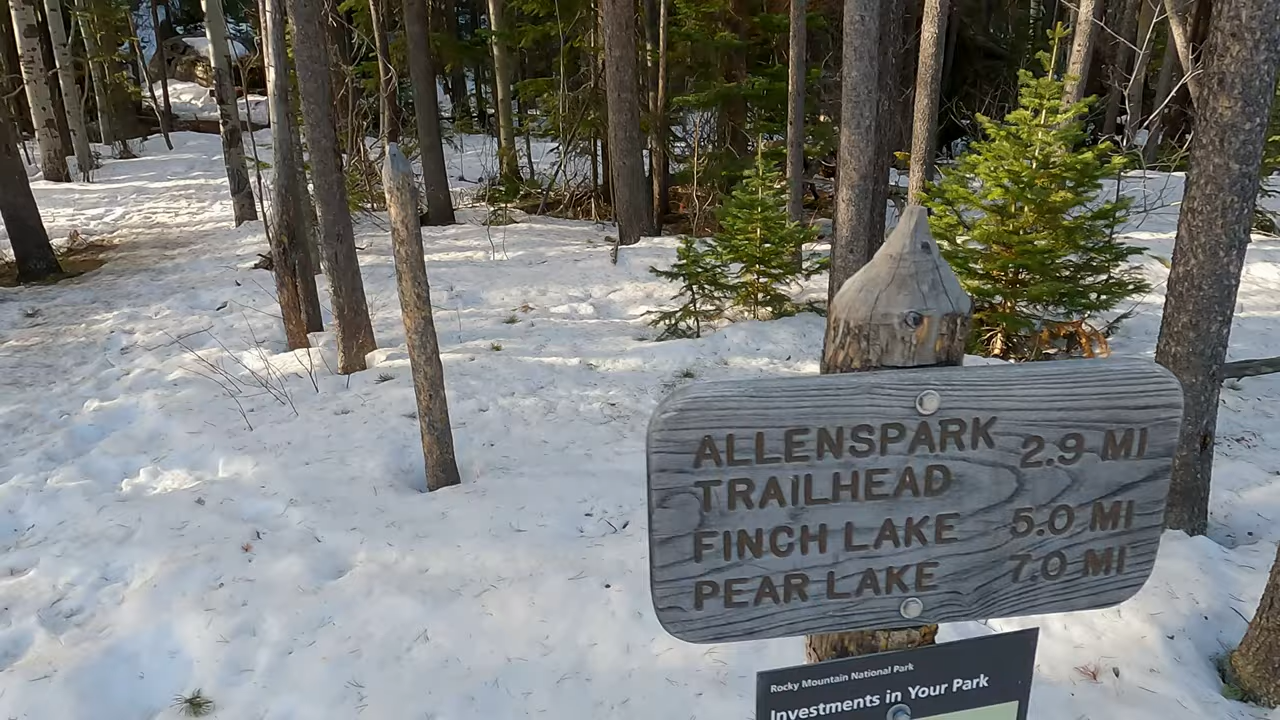 ALLENSPARK 2.9 MI
TRAILHEAD
FINCH LAKE 5.0 MI
PEAR LAKE 7.0 MI
Rocky Mountain National Park
Investments in Your Park